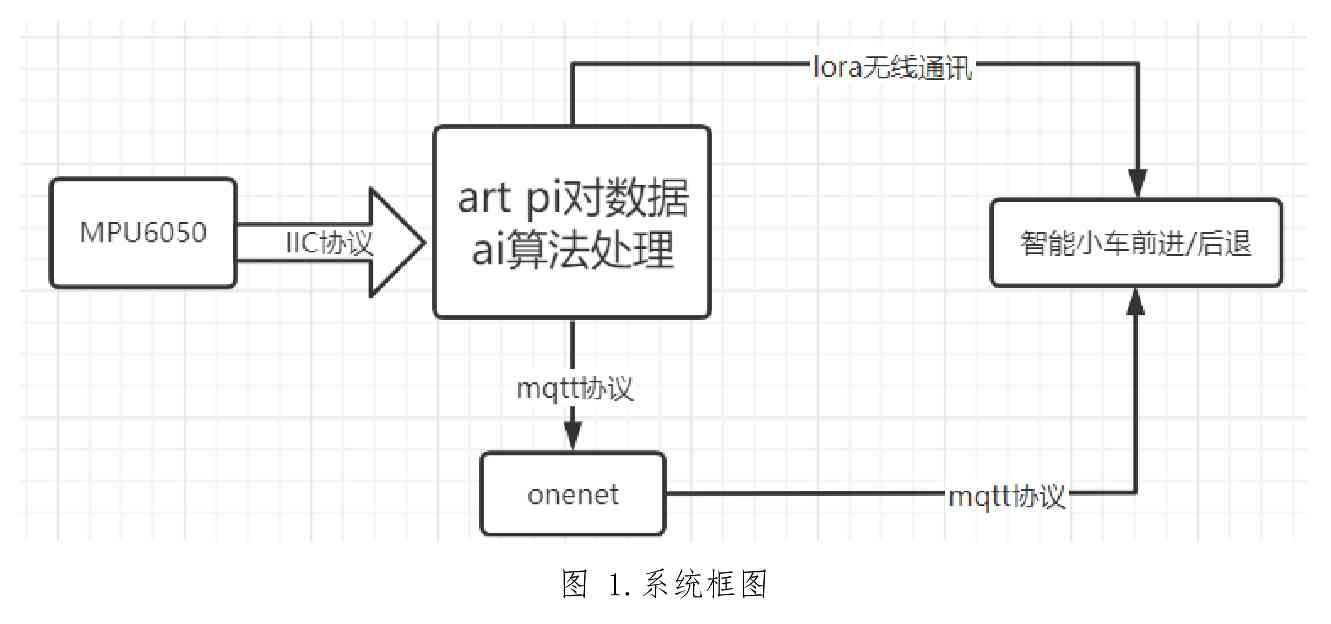 lora无线通讯
art pi对数据
ai算法处理
MPU6050
IIC协议
智能小车前进/后退
mqtt协议
onenet
mqtt协议
图 1.系统框图